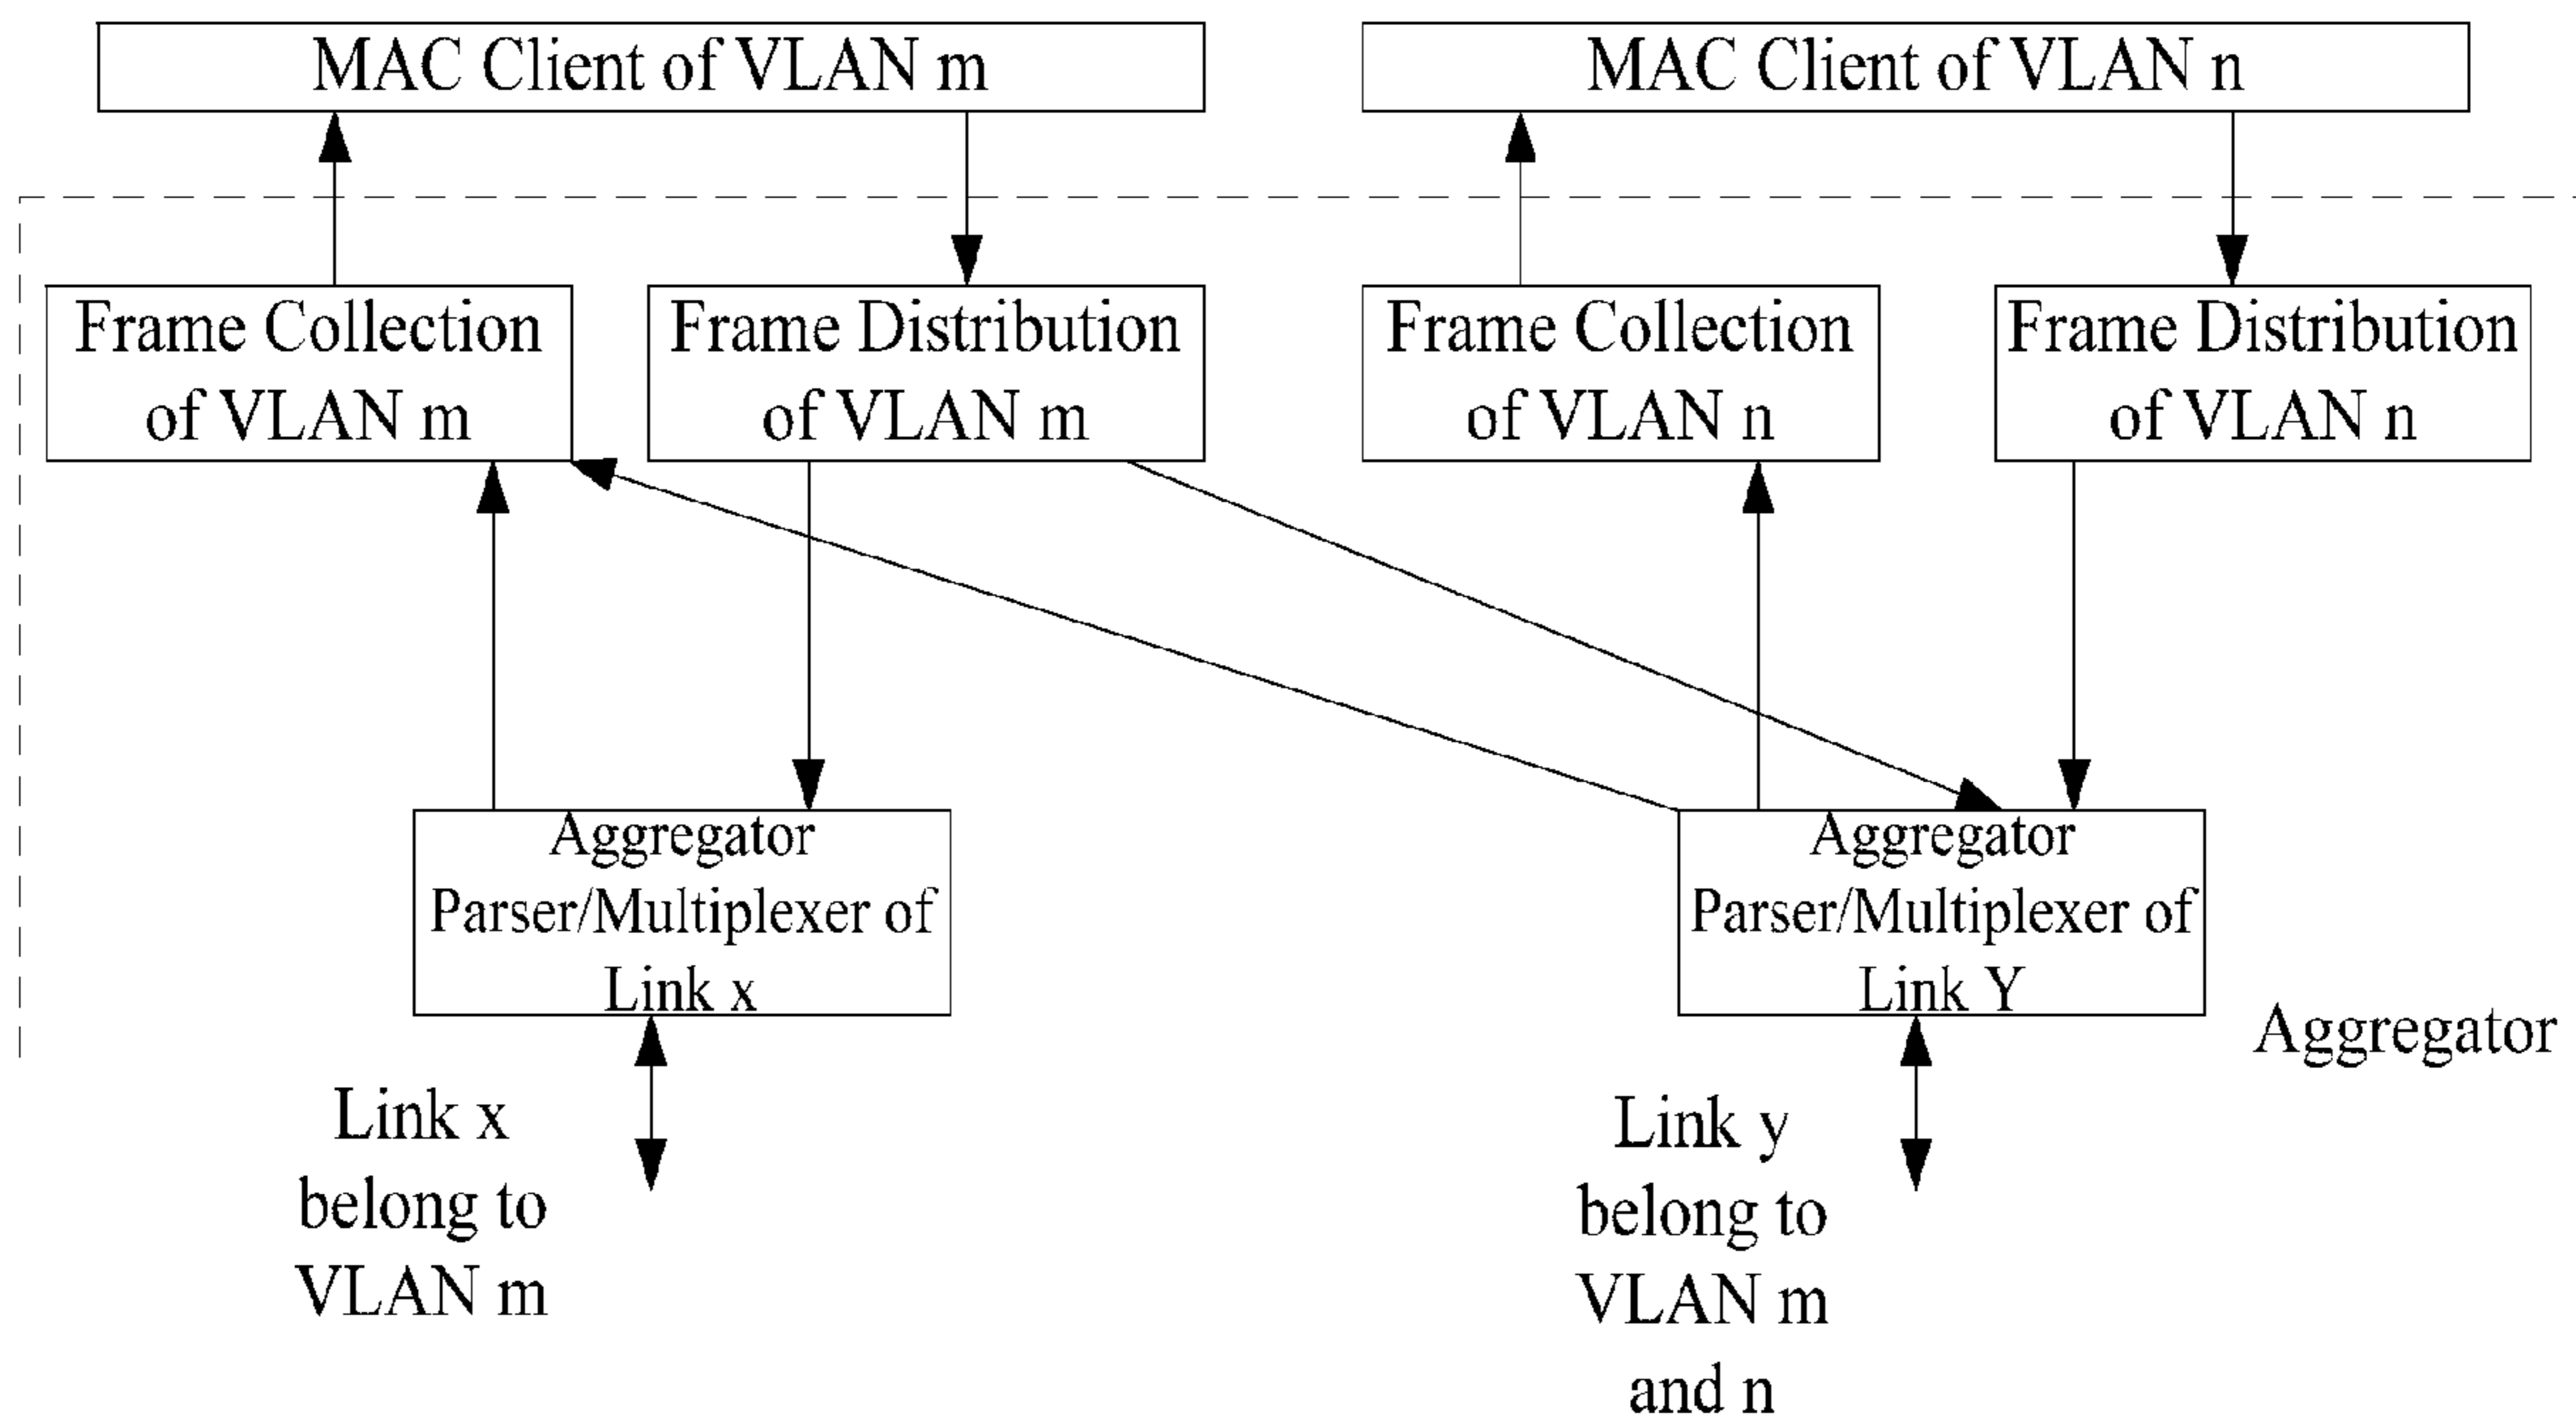 MAC Client of VLAN m
MAC Client of VLAN n
Frame Collection
of VLAN m
Frame Distribution
of VLAN m
Frame Collection
of VLAN n
Frame Distribution
of VLAN n
Aggregator
Parser/Multiplexer of
Link x
Aggregator
Parser/Multiplexer of
Link Y
Aggregator
Link x
belong to
VLAN m
Link y
belong to
VLAN m
and n